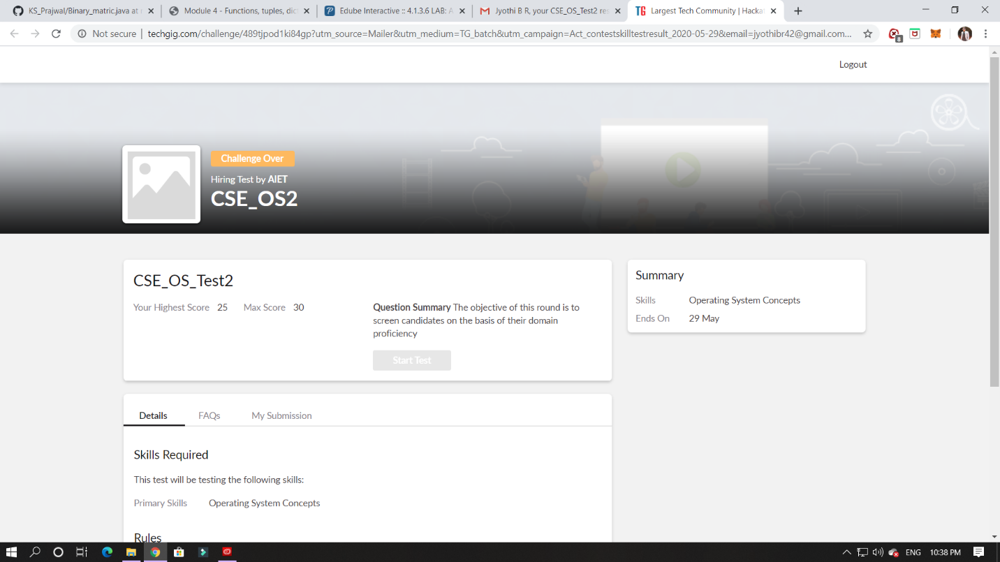 KS_Prajwal/Binary_matric.java at
Module 4 - Functions, tuples, dict
Edube Interactive :: 4.1.3.6 LAB: A
Jyothi B R, your CSE_OS_Test2 res
Largest Tech Community | Hacka
Not secure | techgig.com/challenge/489tjpod1ki84gp?utm_source=Mailer&utm_medium=TG_batch&utm_campaign=Act_contestskilltestresult_2020-05-29&email=jyothibr42@gmail.com...
8
Logout
Challenge Over
Hiring Test by AIET
CSE_OS2
CSE_OS_Test2
Your Highest Score 25 Max Score 30
Question Summary The objective of this round is to
screen candidates on the basis of their domain
proficiency
Start Test
Summary
Skills Operating System Concepts
Ends On 29 May
Details FAQs My Submission
Skills Required
This test will be testing the following skills:
Primary Skills Operating System Concepts
Rules
ENG 10:38 PM